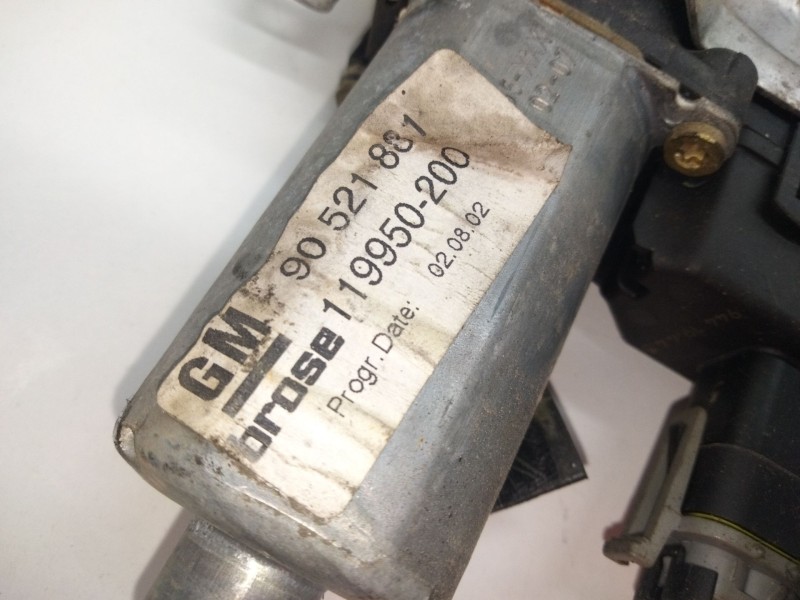 GM 90 521 881
brose 119950-200
Progr. Date: 02.08.02